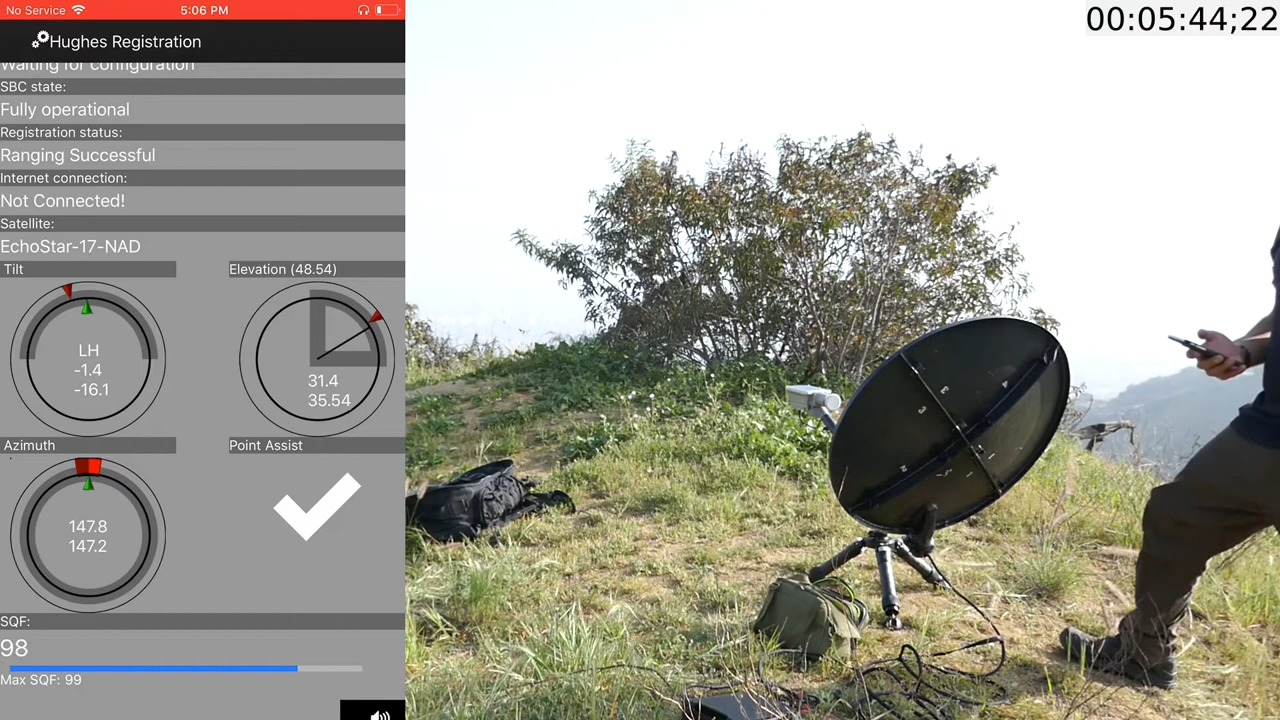 No Service
5:06 PM
00:05:44;22
Hughes Registration
Waiting for configuration
SBC state:
Fully operational
Registration status:
Ranging Successful
Internet connection:
Not Connected!
Satellite:
EchoStar-17-NAD
Tilt
Elevation (48.54)
LH
-1.4
-16.1
31.4
35.54
Azimuth
Point Assist
147.8
147.2
SQF:
98
Max SQF: 99